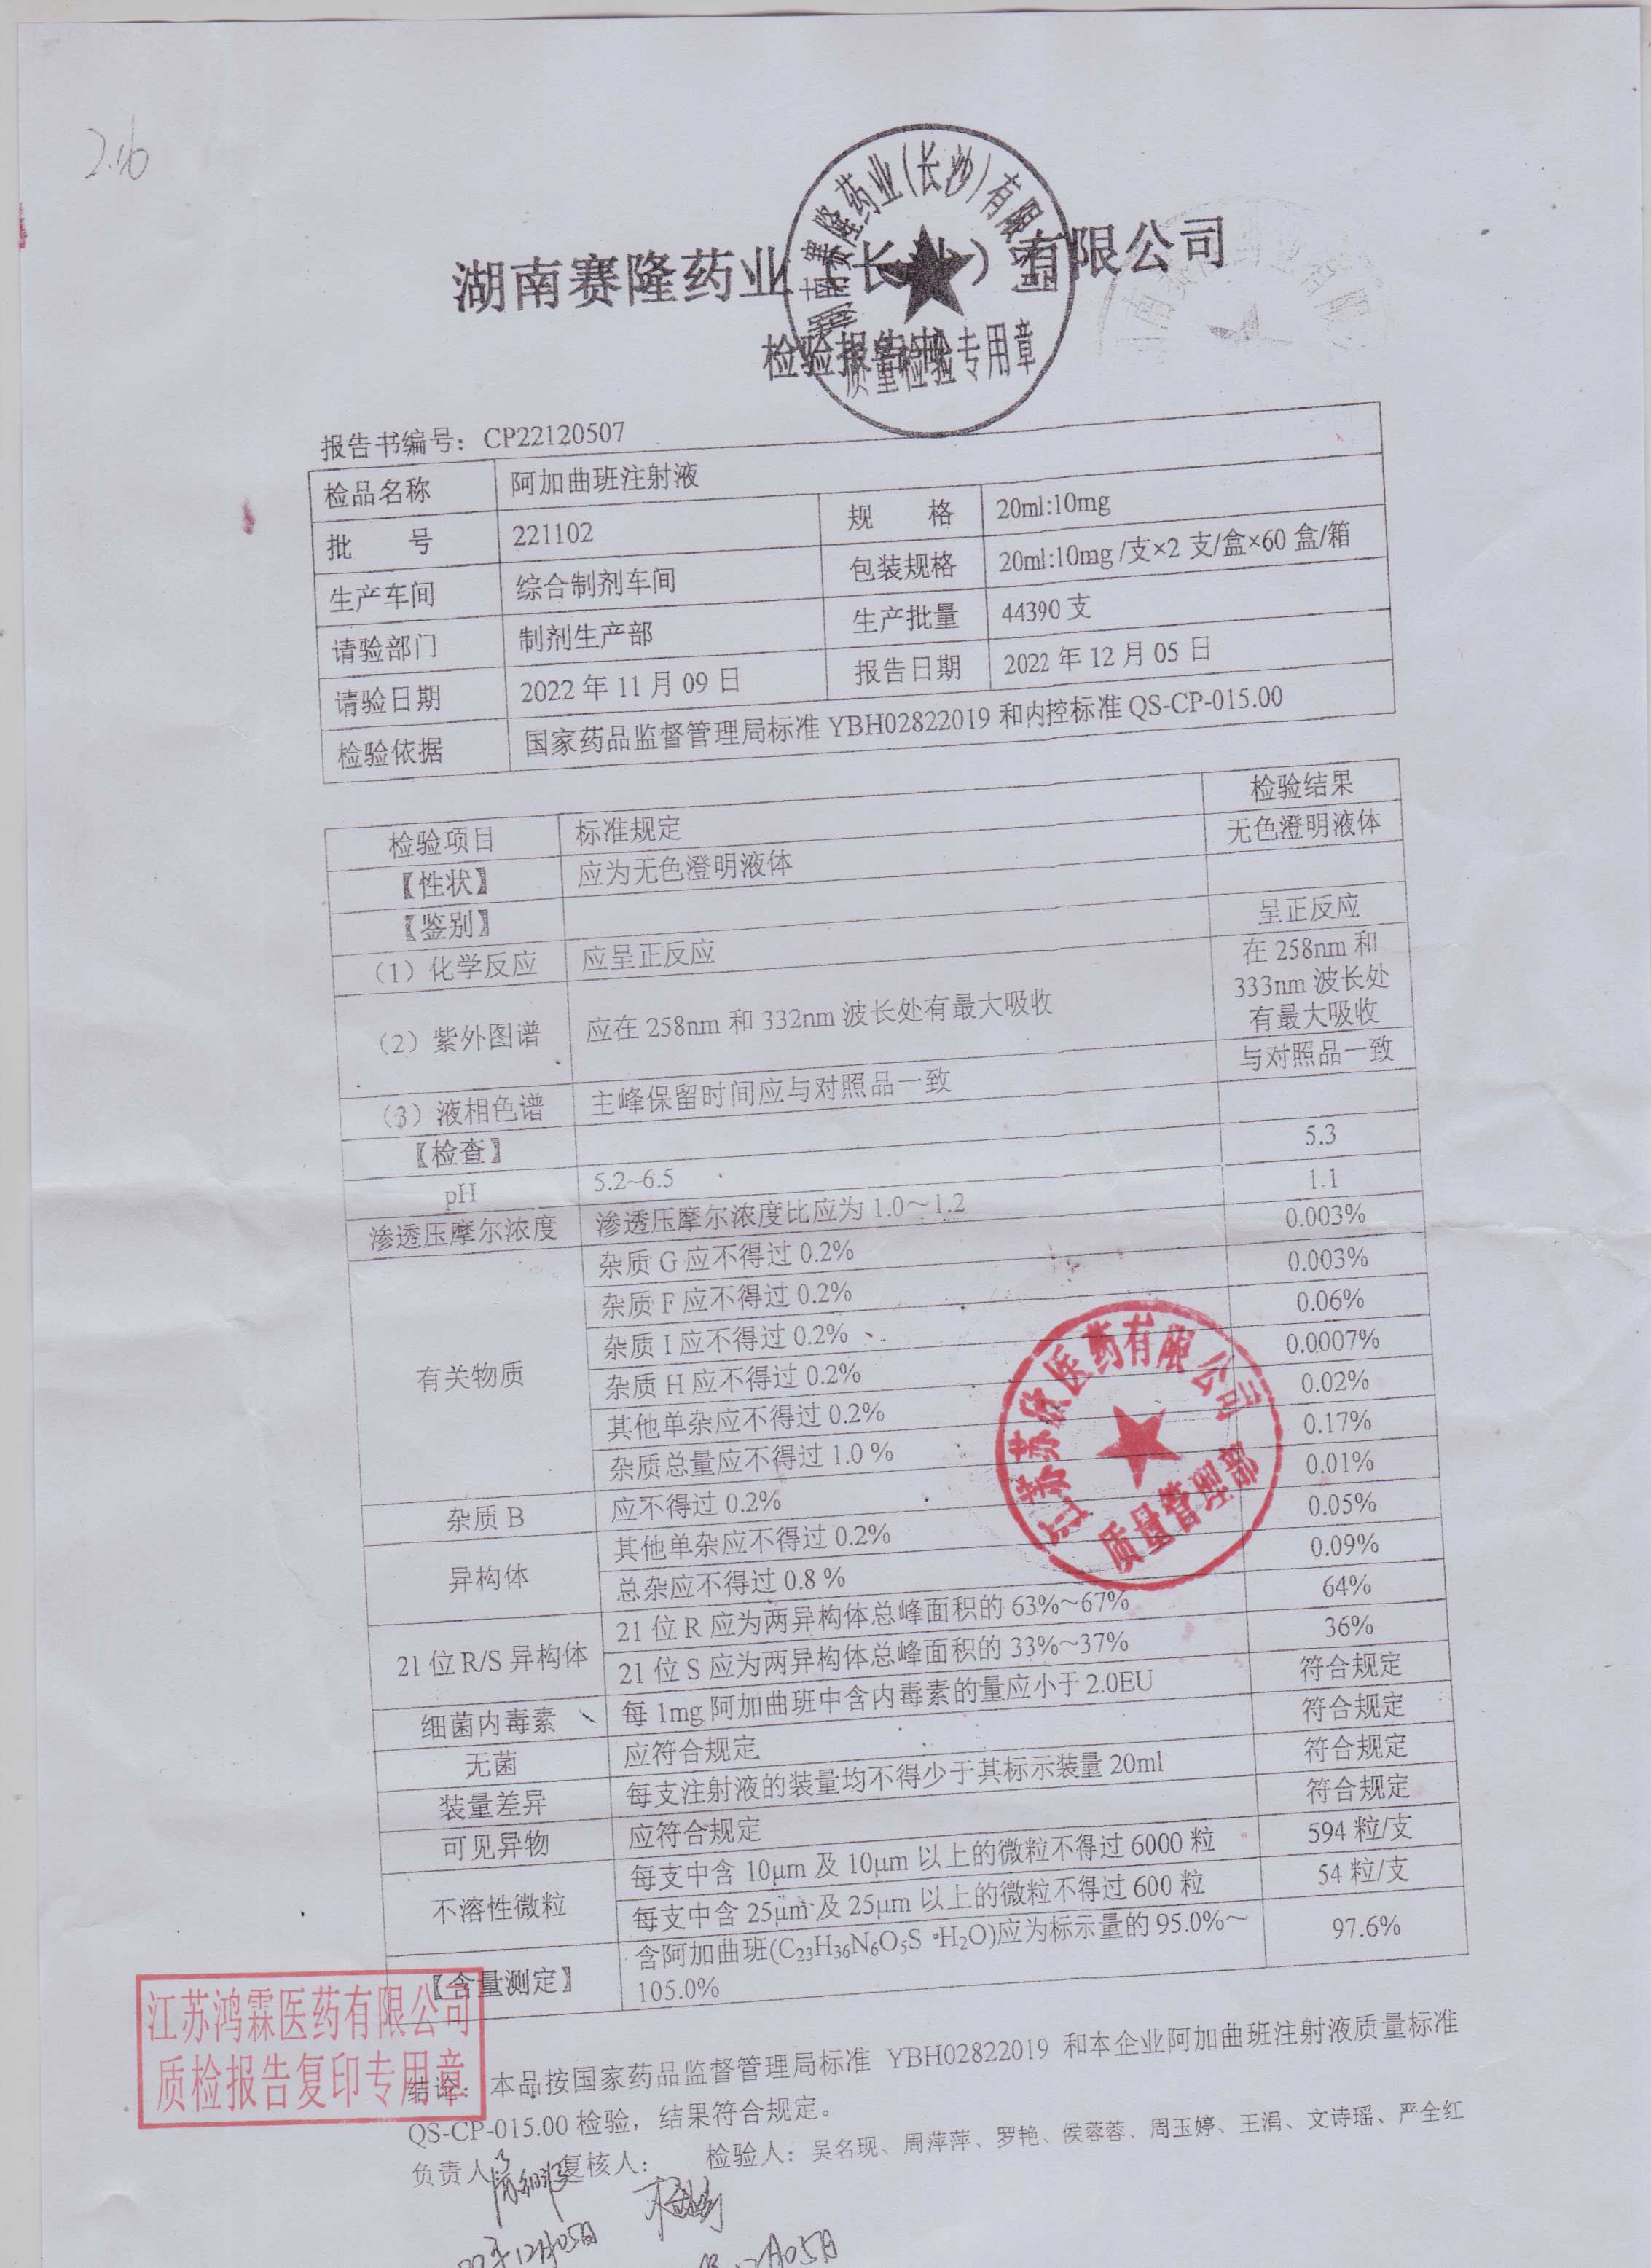 2.16
湖南赛隆药业（长沙）有限公司
检验报告书
湖南赛隆药业(长沙)有限公司
质量检验专用章
报告书编号：CP22120507
检品名称 阿加曲班注射液
批 号 221102 规 格 20ml:10mg
生产车间 综合制剂车间 包装规格 20ml:10mg /支×2 支/盒×60 盒/箱
请验部门 制剂生产部 生产批量 44390 支
请验日期 2022 年 11 月 09 日 报告日期 2022 年 12 月 05 日
检验依据 国家药品监督管理局标准 YBH02822019 和内控标准 QS-CP-015.00
检验项目 标准规定 检验结果
【性状】 应为无色澄明液体 无色澄明液体
【鉴别】
（1）化学反应 应呈正反应 呈正反应
（2）紫外图谱 应在 258nm 和 332nm 波长处有最大吸收 在 258nm 和
333nm 波长处
有最大吸收
（3）液相色谱 主峰保留时间应与对照品一致 与对照品一致
【检查】
pH 5.2~6.5 5.3
渗透压摩尔浓度 渗透压摩尔浓度比应为 1.0～1.2 1.1
有关物质 杂质 G 应不得过 0.2% 0.003%
杂质 F 应不得过 0.2% 0.003%
杂质 I 应不得过 0.2% 0.06%
杂质 H 应不得过 0.2% 0.0007%
其他单杂应不得过 0.2% 0.02%
杂质总量应不得过 1.0 % 0.17%
杂质 B 应不得过 0.2% 0.01%
异构体 其他单杂应不得过 0.2% 0.05%
总杂应不得过 0.8 % 0.09%
21 位 R/S 异构体 21 位 R 应为两异构体总峰面积的 63%~67% 64%
21 位 S 应为两异构体总峰面积的 33%~37% 36%
细菌内毒素 每 1mg 阿加曲班中含内毒素的量应小于 2.0EU 符合规定
无菌 应符合规定 符合规定
装量差异 每支注射液的装量均不得少于其标示装量 20ml 符合规定
可见异物 应符合规定 符合规定
不溶性微粒 每支中含 10μm 及 10μm 以上的微粒不得过 6000 粒 594 粒/支
每支中含 25μm 及 25μm 以上的微粒不得过 600 粒 54 粒/支
【含量测定】 含阿加曲班(C₂₃H₃₆N₆O₅S •H₂O)应为标示量的 95.0%～
105.0% 97.6%
医药有限公司
质量管理部
江苏鸿霖医药有限公司
质检报告复印专用章
结论：本品按国家药品监督管理局标准 YBH02822019 和本企业阿加曲班注射液质量标准
QS-CP-015.00 检验，结果符合规定。
负责人 复核人： 检验人：吴名现、周萍萍、罗艳、侯蓉蓉、周玉婷、王涓、文诗瑶、严全红
12月05日
月05日